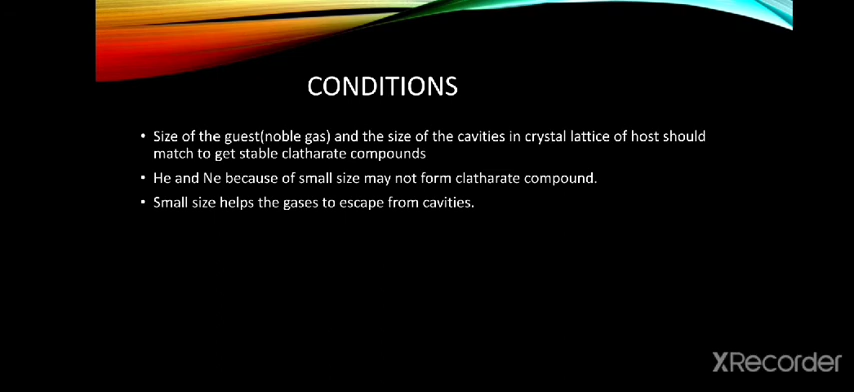 CONDITIONS
• Size of the guest(noble gas) and the size of the cavities in crystal lattice of host should
match to get stable clatharate compounds
• He and Ne because of small size may not form clatharate compound.
• Small size helps the gases to escape from cavities.
XRecorder